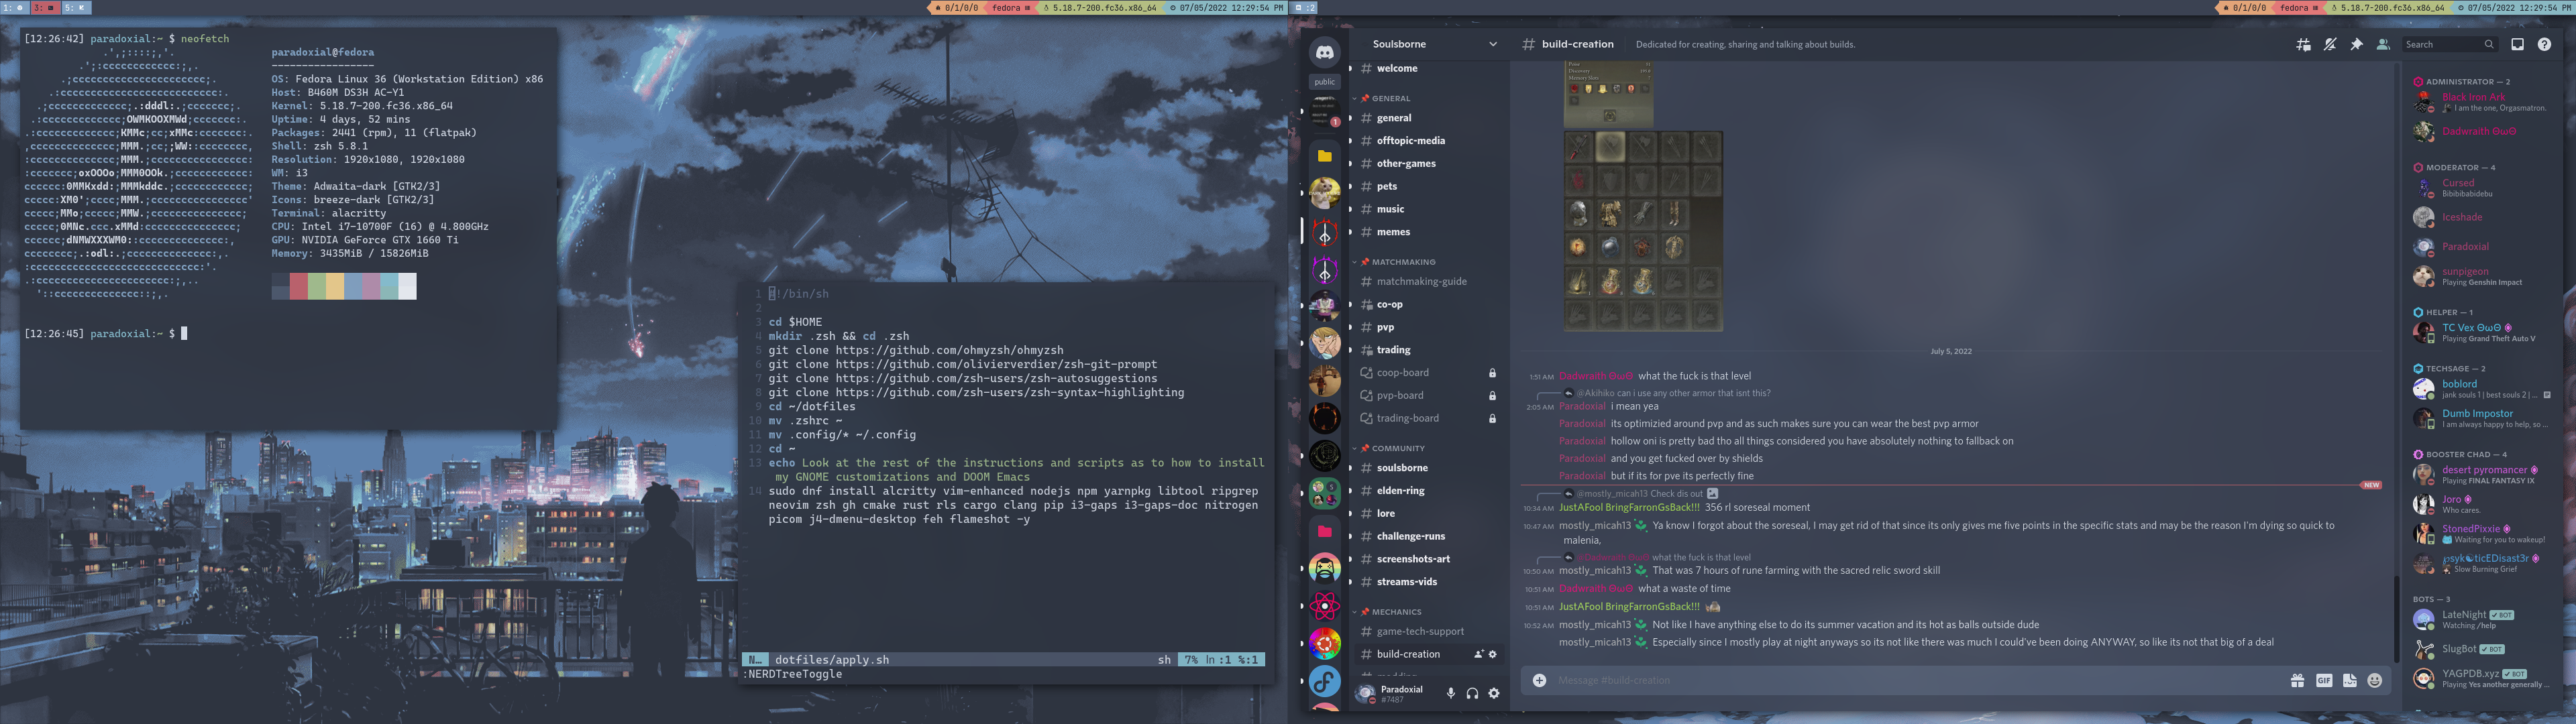 1:
3:
5:
0/1/0/0
fedora
5.18.7-200.fc36.x86_64
07/05/2022 12:29:54 PM
:2
0/1/0/0
fedora
5.18.7-200.fc36.x86_64
07/05/2022 12:29:54 PM
[12:26:42] paradoxial:~ $ neofetch
paradoxial@fedora
-----------------
OS: Fedora Linux 36 (Workstation Edition) x86
Host: B460M DS3H AC-Y1
Kernel: 5.18.7-200.fc36.x86_64
Uptime: 4 days, 52 mins
Packages: 2441 (rpm), 11 (flatpak)
Shell: zsh 5.8.1
Resolution: 1920x1080, 1920x1080
WM: i3
Theme: Adwaita-dark [GTK2/3]
Icons: breeze-dark [GTK2/3]
Terminal: alacritty
CPU: Intel i7-10700F (16) @ 4.800GHz
GPU: NVIDIA GeForce GTX 1660 Ti
Memory: 3435MiB / 15826MiB
[12:26:45] paradoxial:~ $
1 #!/bin/sh
2
3 cd $HOME
4 mkdir .zsh && cd .zsh
5 git clone https://github.com/ohmyzsh/ohmyzsh
6 git clone https://github.com/olivierverdier/zsh-git-prompt
7 git clone https://github.com/zsh-users/zsh-autosuggestions
8 git clone https://github.com/zsh-users/zsh-syntax-highlighting
9 cd ~/dotfiles
10 mv .zshrc ~
11 mv .config/* ~/.config
12 cd ~
13 echo Look at the rest of the instructions and scripts as to how to install
my GNOME customizations and DOOM Emacs
14 sudo dnf install alcritty vim-enhanced nodejs npm yarnpkg libtool ripgrep
neovim zsh gh cmake rust rls cargo clang pip i3-gaps i3-gaps-doc nitrogen
picom j4-dmenu-desktop feh flameshot -y
N… dotfiles/apply.sh sh 7% ln :1 %:1
:NERDTreeToggle
public
1
Soulsborne
welcome
GENERAL
general
offtopic-media
other-games
pets
music
memes
MATCHMAKING
matchmaking-guide
co-op
pvp
trading
coop-board
pvp-board
trading-board
COMMUNITY
soulsborne
elden-ring
lore
challenge-runs
screenshots-art
streams-vids
MECHANICS
game-tech-support
build-creation
Paradoxial
#7487
build-creation Dedicated for creating, sharing and talking about builds.
Search
Discovery
Memory Slots
July 5, 2022
1:51 AM Dadwraith ΘωΘ what the fuck is that level
@Akihiko can i use any other armor that isnt this?
2:05 AM Paradoxial i mean yea
Paradoxial its optimizied around pvp and as such makes sure you can wear the best pvp armor
Paradoxial hollow oni is pretty bad tho all things considered you have absolutely nothing to fallback on
Paradoxial and you get fucked over by shields
Paradoxial but if its for pve its perfectly fine
NEW
@mostly_micah13 Check dis out
10:34 AM JustAFool BringFarronGsBack!!! 356 rl soreseal moment
10:47 AM mostly_micah13 Ya know I forgot about the soreseal, I may get rid of that since its only gives me five points in the specific stats and may be the reason I'm dying so quick to
malenia,
@Dadwraith ΘωΘ what the fuck is that level
10:50 AM mostly_micah13 That was 7 hours of rune farming with the sacred relic sword skill
10:51 AM Dadwraith ΘωΘ what a waste of time
10:51 AM JustAFool BringFarronGsBack!!!
10:52 AM mostly_micah13 Not like I have anything else to do its summer vacation and its hot as balls outside dude
mostly_micah13 Especially since I mostly play at night anyways so its not like there was much I could've been doing ANYWAY, so like its not that big of a deal
Message #build-creation
GIF
ADMINISTRATOR — 2
Black Iron Ark
I am the one, Orgasmatron.
Dadwraith ΘωΘ
MODERATOR — 4
Cursed
Bibibibabidebu
Iceshade
Paradoxial
sunpigeon
Playing Genshin Impact
HELPER — 1
TC Vex ΘωΘ
Playing Grand Theft Auto V
TECHSAGE — 2
boblord
jank souls 1 | best souls 2 | …
Dumb Impostor
I am always happy to help, so …
BOOSTER CHAD — 4
desert pyromancer
Playing FINAL FANTASY IX
Joro
Who cares.
StonedPixxie
Waiting for you to wakeup!
Slow Burning Grief
BOTS — 3
LateNight BOT
Watching /help
SlugBot BOT
YAGPDB.xyz BOT
Playing Yes another generally …